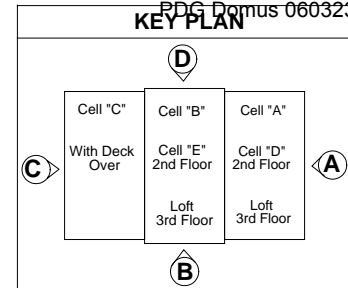 PDG Domus 060323
KEY PLAN
D
Cell "C"
With Deck
Over
Cell "B"
Cell "E"
2nd Floor
Loft
3rd Floor
Cell "A"
Cell "D"
2nd Floor
Loft
3rd Floor
C
A
B